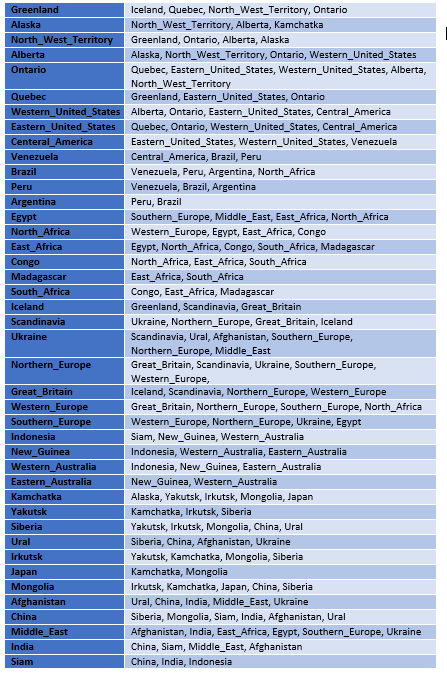 Greenland Iceland, Quebec, North_West_Territory, Ontario
Alaska North_West_Territory, Alberta, Kamchatka
North_West_Territory Greenland, Ontario, Alberta, Alaska
Alberta Alaska, North_West_Territory, Ontario, Western_United_States
Ontario Quebec, Eastern_United_States, Western_United_States, Alberta,
North_West_Territory
Quebec Greenland, Eastern_United_States, Ontario
Western_United_States Alberta, Ontario, Eastern_United_States, Central_America
Eastern_United_States Quebec, Ontario, Western_United_States, Central_America
Centeral_America Eastern_United_States, Western_United_States, Venezuela
Venezuela Central_America, Brazil, Peru
Brazil Venezuela, Peru, Argentina, North_Africa
Peru Venezuela, Brazil, Argentina
Argentina Peru, Brazil
Egypt Southern_Europe, Middle_East, East_Africa, North_Africa
North_Africa Western_Europe, Egypt, East_Africa, Congo
East_Africa Egypt, North_Africa, Congo, South_Africa, Madagascar
Congo North_Africa, East_Africa, South_Africa
Madagascar East_Africa, South_Africa
South_Africa Congo, East_Africa, Madagascar
Iceland Greenland, Scandinavia, Great_Britain
Scandinavia Ukraine, Northern_Europe, Great_Britain, Iceland
Ukraine Scandinavia, Ural, Afghanistan, Southern_Europe,
Northern_Europe, Middle_East
Northern_Europe Great_Britain, Scandinavia, Ukraine, Southern_Europe,
Western_Europe,
Great_Britain Iceland, Scandinavia, Northern_Europe, Western_Europe
Western_Europe Great_Britain, Northern_Europe, Southern_Europe, North_Africa
Southern_Europe Western_Europe, Northern_Europe, Ukraine, Egypt
Indonesia Siam, New_Guinea, Western_Australia
New_Guinea Indonesia, Western_Australia, Eastern_Australia
Western_Australia Indonesia, New_Guinea, Eastern_Australia
Eastern_Australia New_Guinea, Western_Australia
Kamchatka Alaska, Yakutsk, Irkutsk, Mongolia, Japan
Yakutsk Kamchatka, Irkutsk, Siberia
Siberia Yakutsk, Irkutsk, Mongolia, China, Ural
Ural Siberia, China, Afghanistan, Ukraine
Irkutsk Yakutsk, Kamchatka, Mongolia, Siberia
Japan Kamchatka, Mongolia
Mongolia Irkutsk, Kamchatka, Japan, China, Siberia
Afghanistan Ural, China, India, Middle_East, Ukraine
China Siberia, Mongolia, Siam, India, Afghanistan, Ural
Middle_East Afghanistan, India, East_Africa, Egypt, Southern_Europe, Ukraine
India China, Siam, Middle_East, Afghanistan
Siam China, India, Indonesia